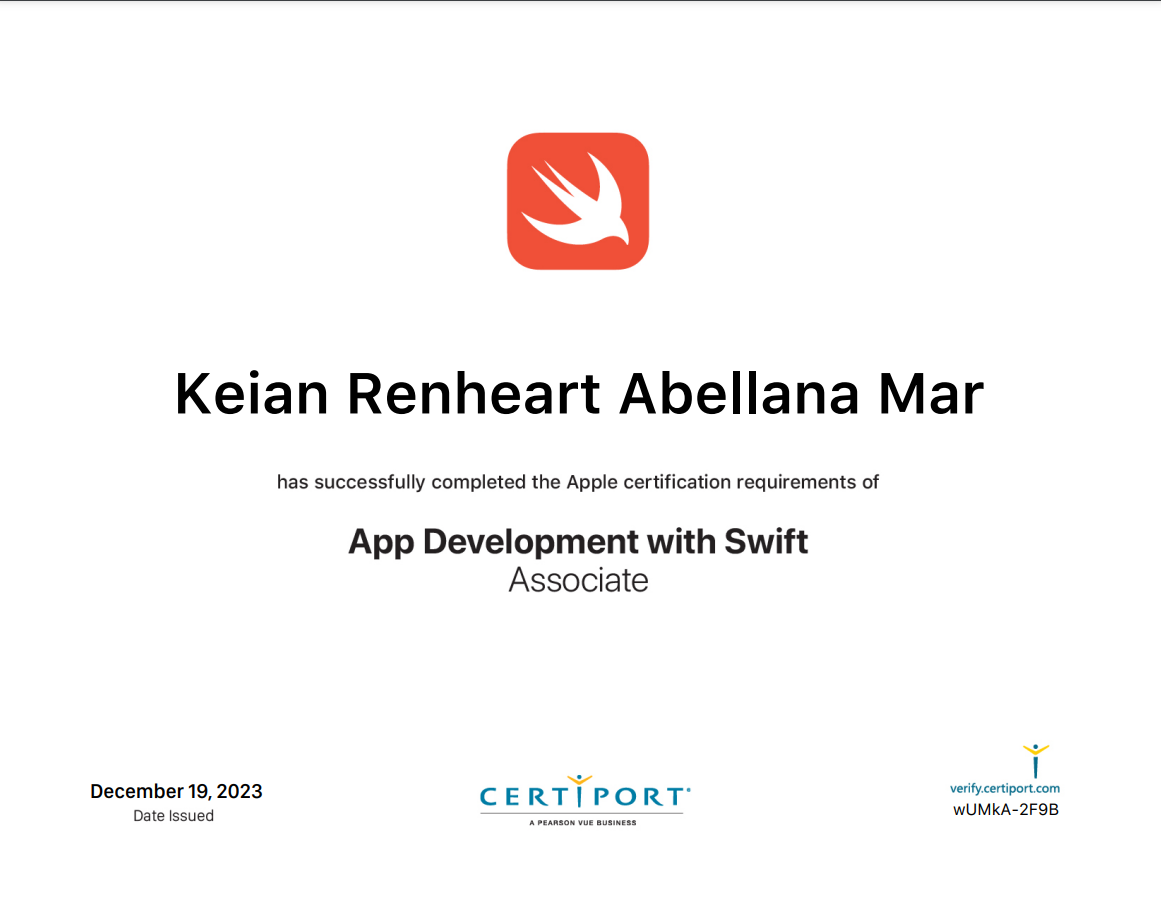 Keian Renheart Abellana Mar
has successfully completed the Apple certification requirements of
App Development with Swift
Associate
December 19, 2023
Date Issued
CERTIPORT®
A PEARSON VUE BUSINESS
verify.certiport.com
wUMkA-2F9B